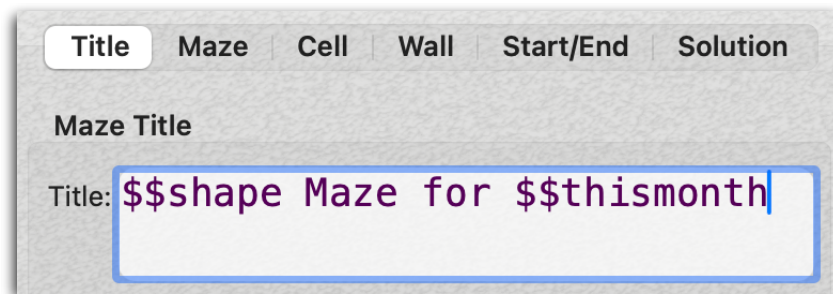 Title Maze Cell Wall Start/End Solution
Maze Title
Title: $$shape Maze for $$thismonth